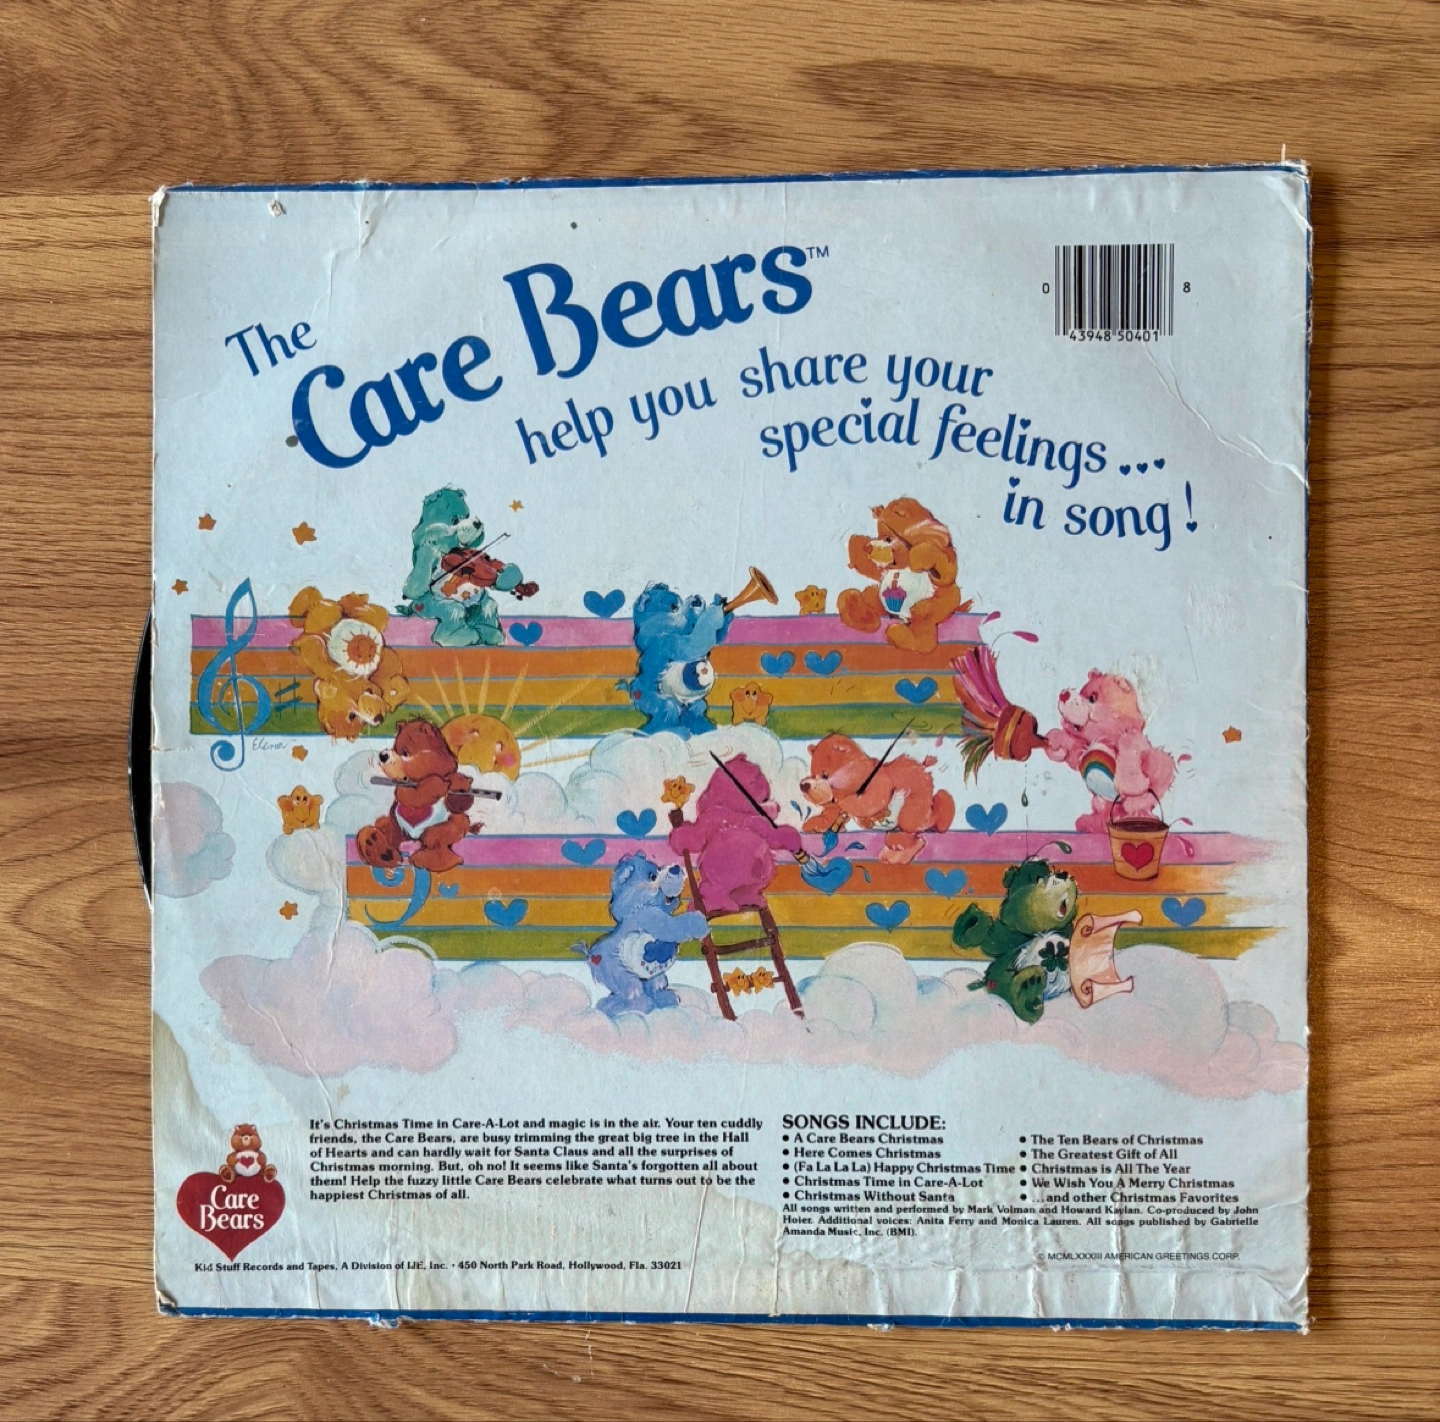 The
Care Bears™
help you share your
special feelings...
in song!
0 43948 50401 8
Elena
It's Christmas Time in Care-A-Lot and magic is in the air. Your ten cuddly
friends, the Care Bears, are busy trimming the great big tree in the Hall
of Hearts and can hardly wait for Santa Claus and all the surprises of
Christmas morning. But, oh no! It seems like Santa's forgotten all about
them! Help the fuzzy little Care Bears celebrate what turns out to be the
happiest Christmas of all.
Care
Bears
Kid Stuff Records and Tapes, A Division of IJE, Inc. • 450 North Park Road, Hollywood, Fla. 33021
SONGS INCLUDE:
• A Care Bears Christmas
• Here Comes Christmas
• (Fa La La La) Happy Christmas Time
• Christmas Time in Care-A-Lot
• Christmas Without Santa
• The Ten Bears of Christmas
• The Greatest Gift of All
• Christmas is All The Year
• We Wish You A Merry Christmas
• ...and other Christmas Favorites
All songs written and performed by Mark Volman and Howard Kaylan. Co-produced by John
Hoier. Additional voices: Anita Ferry and Monica Lauren. All songs published by Gabrielle
Amanda Music, Inc. (BMI).
© MCMLXXXIII AMERICAN GREETINGS CORP.